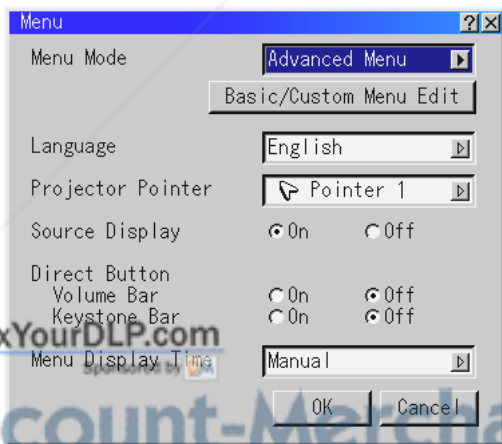 Menu
?
Menu Mode
Advanced Menu
Basic/Custom Menu Edit
Language
English
Projector Pointer
Pointer 1
Source Display
On Off
Direct Button
Volume Bar
On Off
Keystone Bar
On Off
xYourDLP.com
Menu Display Time
Manual
Sponsored by
OK Cancel
count-Mercha